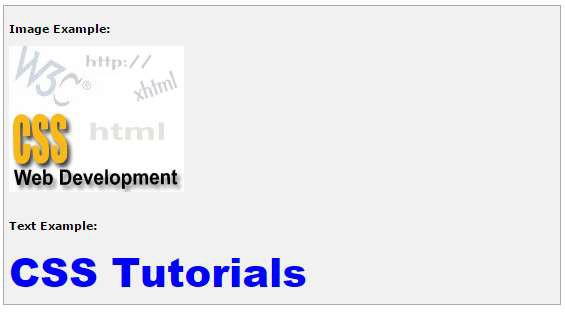 Image Example:
W3C®
http://
xhtml
html
CSS
Web Development
Text Example:
CSS Tutorials